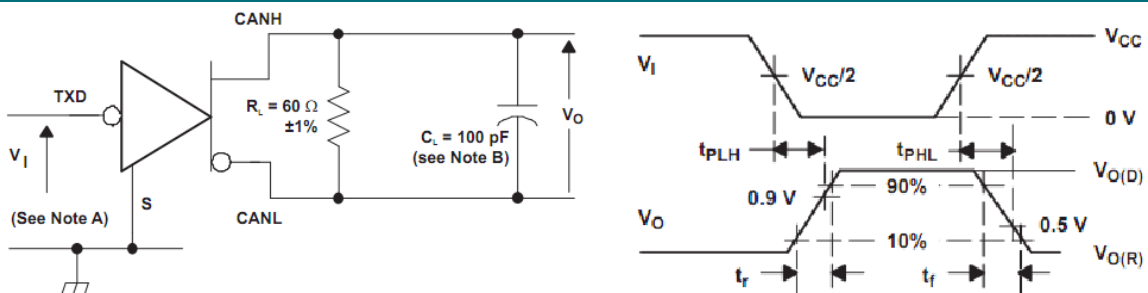 CANH
TXD
R_L = 60 Ω
±1%
C_L = 100 pF
(see Note B)
V_O
V_I
(See Note A)
S
CANL
V_I
V_CC/2
V_CC/2
V_CC
0 V
t_PLH
t_PHL
V_O(D)
90%
0.9 V
V_O
0.5 V
10%
V_O(R)
t_r
t_f